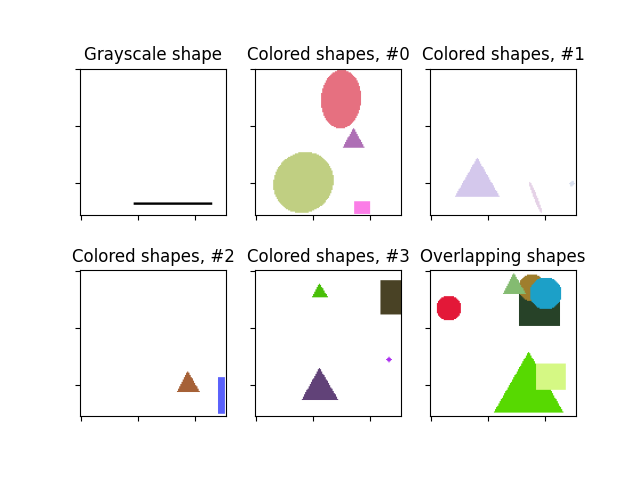 Grayscale shape
Colored shapes, #0
Colored shapes, #1
Colored shapes, #2
Colored shapes, #3
Overlapping shapes